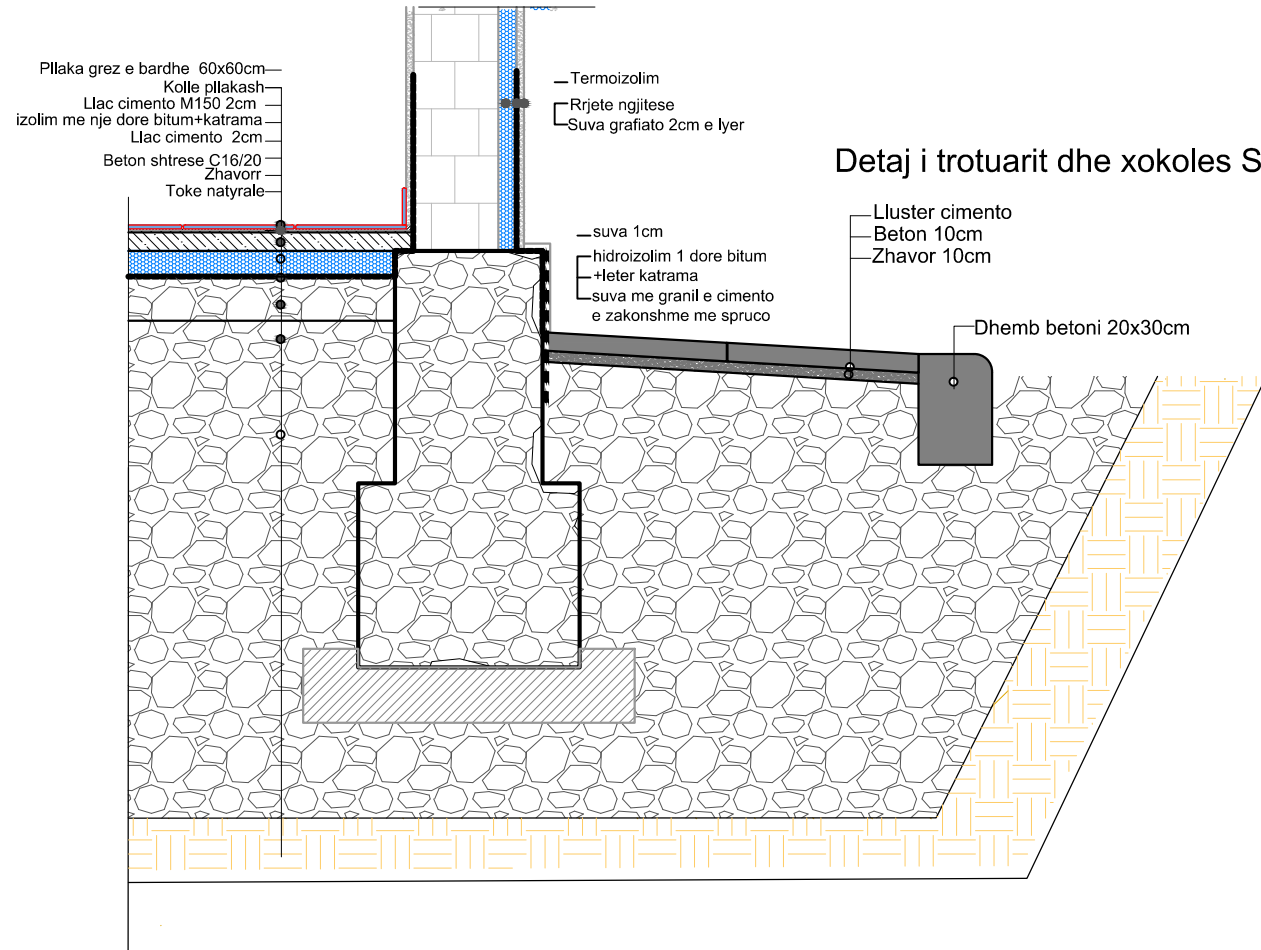 Pllaka grez e bardhe 60x60cm
Kolle pllakash
Llac cimento M150 2cm
izolim me nje dore bitum+katrama
Llac cimento 2cm
Beton shtrese C16/20
Zhavorr
Toke natyrale
Termoizolim
Rrjete ngjitese
Suva grafiato 2cm e lyer
Detaj i trotuarit dhe xokoles S
suva 1cm
hidroizolim 1 dore bitum
+leter katrama
suva me granil e cimento
e zakonshme me spruco
Lluster cimento
Beton 10cm
Zhavor 10cm
Dhemb betoni 20x30cm